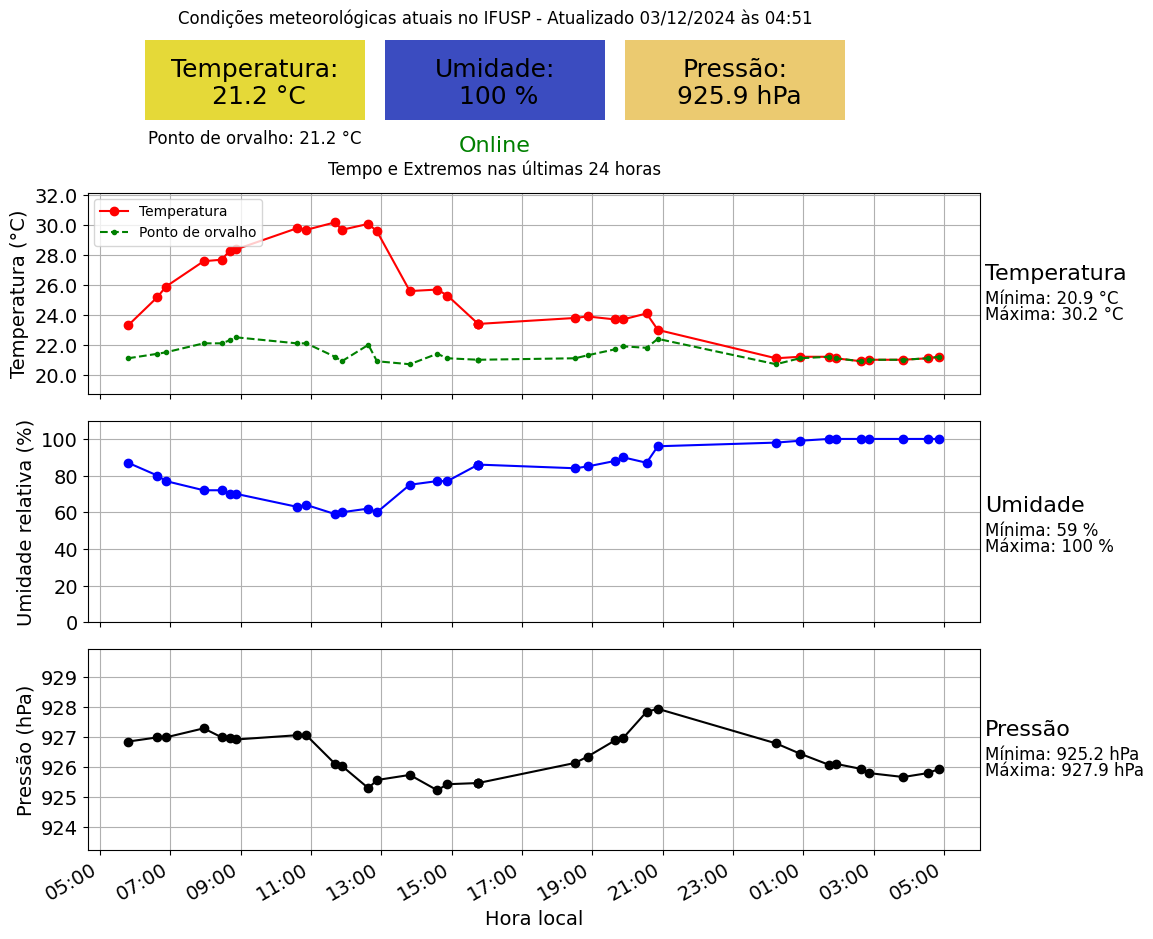 Condições meteorológicas atuais no IFUSP - Atualizado 03/12/2024 às 04:51
Temperatura:
21.2 °C
Umidade:
100 %
Pressão:
925.9 hPa
Ponto de orvalho: 21.2 °C
Online
Tempo e Extremos nas últimas 24 horas
Temperatura (°C)
32.0
30.0
28.0
26.0
24.0
22.0
20.0
Temperatura
Ponto de orvalho
Temperatura
Mínima: 20.9 °C
Máxima: 30.2 °C
Umidade relativa (%)
100
80
60
40
20
0
Umidade
Mínima: 59 %
Máxima: 100 %
Pressão (hPa)
929
928
927
926
925
924
Pressão
Mínima: 925.2 hPa
Máxima: 927.9 hPa
05:00 07:00 09:00 11:00 13:00 15:00 17:00 19:00 21:00 23:00 01:00 03:00 05:00
Hora local